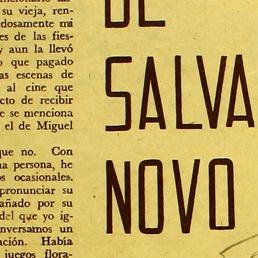 su vieja, ren-
dosamente mi
es de las fies-
y aun la llevó
o que pagado
as escenas de
al cine que
cto de recibir
e se menciona
el de Miguel
que no. Con
na persona, he
os ocasionales.
pronunciar su
añado por su
del que yo ig-
nversamos un
ación. Había
juegos flora-
DE
SALVA
NOVO